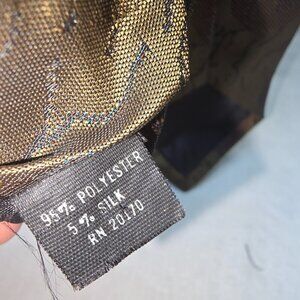 95% POLYESTER
5% SILK
RN 20170